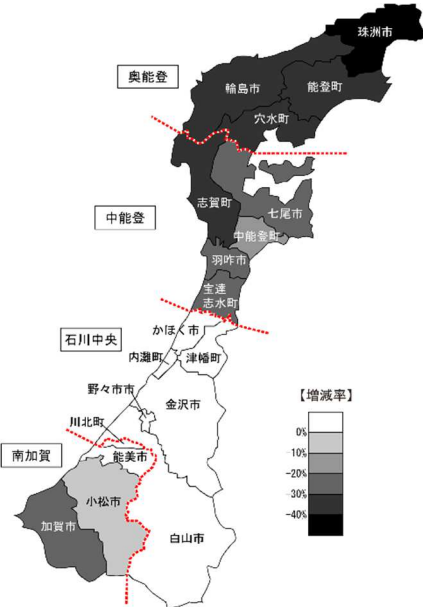 珠洲市
奥能登
輪島市
能登町
穴水町
志賀町
中能登
七尾市
中能登町
羽咋市
宝達
志水町
かほく市
石川中央
内灘町
津幡町
野々市市
金沢市
【増減率】
川北町
0%
-10%
南加賀
能美市
-20%
小松市
-30%
-40%
加賀市
白山市